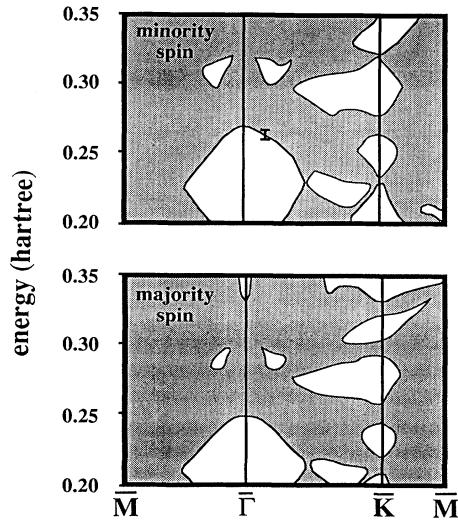 0.35
minority
spin
0.30
0.25
0.20
energy (hartree)
0.35
majority
spin
0.30
0.25
0.20
M̅ Γ̅ K̅ M̅